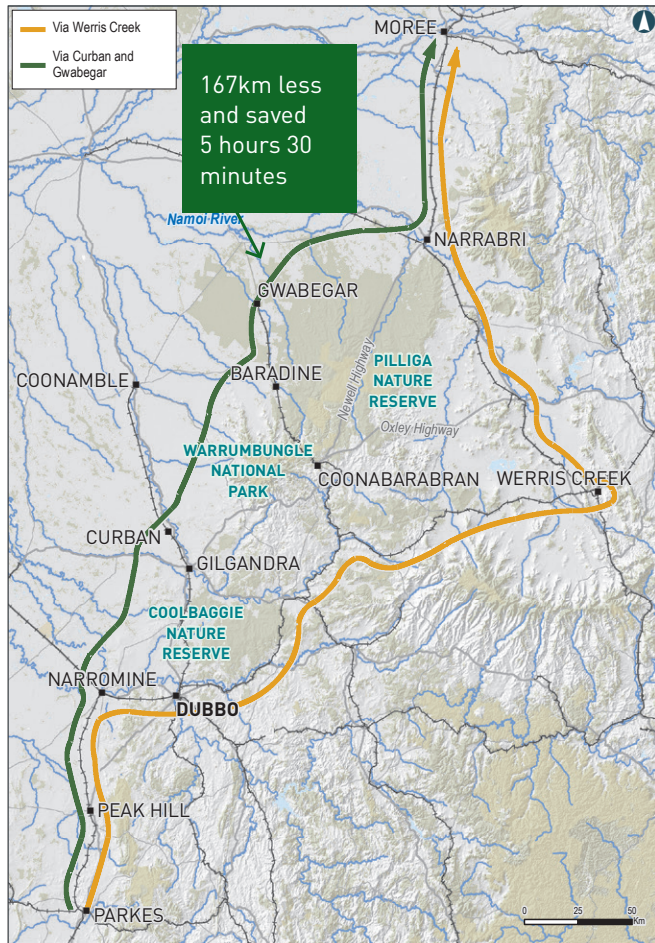 Via Werris Creek
Via Curban and
Gwabegar
MOREE
167km less
and saved
5 hours 30
minutes
Namoi River
NARRABRI
GWABEGAR
Newell Highway
PILLIGA
NATURE
RESERVE
COONAMBLE
BARADINE
Oxley Highway
WARRUMBUNGLE
NATIONAL
PARK
COONABARABRAN
WERRIS CREEK
CURBAN
GILGANDRA
COOLBAGGIE
NATURE
RESERVE
NARROMINE
DUBBO
PEAK HILL
PARKES
0 25 50
Km